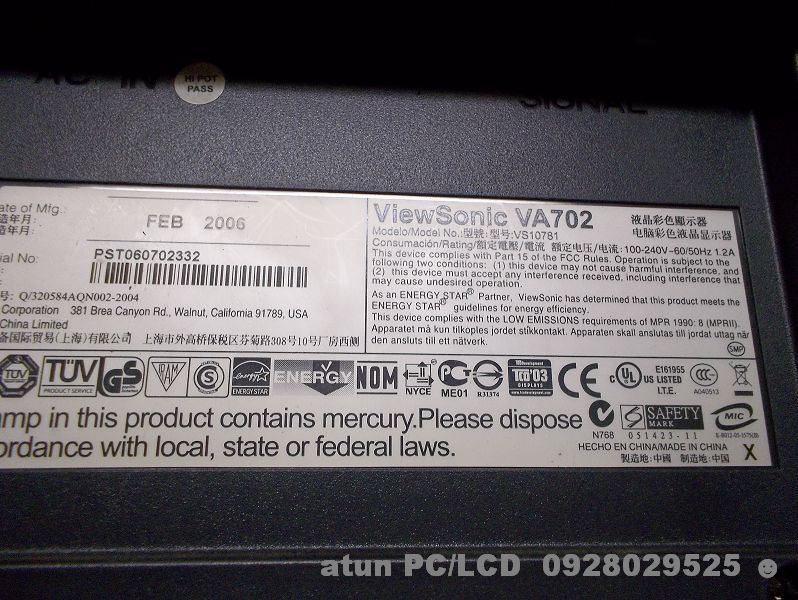 AC IN
HI POT
PASS
SIGNAL
ate of Mfg.:
造年月:
造年月:
FEB 2006
ial No:
PST060702332
號:
号: Q/320584AQN002-2004
Corporation 381 Brea Canyon Rd., Walnut, California 91789, USA
China Limited
备国际贸易(上海)有限公司 上海市外高桥保税区芬菊路308号10号厂房西侧
ViewSonic VA702 液晶彩色顯示器
电脑彩色液晶显示器
Modelo/Model No.:型號:型号:VS10781
Consumación/Rating/額定電壓/電流 额定电压/电流:100-240V~60/50Hz 1.2A
This device complies with Part 15 of the FCC Rules. Operation is subject to the
following two conditions: (1) this device may not cause harmful interference, and
(2) this device must accept any interference received, including interference that
may cause undesired operation.
As an ENERGY STAR® Partner, ViewSonic has determined that this product meets the
ENERGY STAR® guidelines for energy efficiency.
This device complies with the LOW EMISSIONS requirements of MPR 1990: 8 (MPRII).
Apparatet må kun tilkoples jordet stikkontakt. Apparaten skall anslutas till jordat uttag när
den ansluts till ett nätverk.
SMP
TUV
TUV
PRODUCT SERVICE
GS
S
ENERGY STAR
ENERGY
NOM
NYCE
ME01
R31374
TCO'03
DISPLAYS
CE
c UL US LISTED
I.T.E.
E161955
CCC
A040513
amp in this product contains mercury.Please dispose
cordance with local, state or federal laws.
N768
S SAFETY
MARK
051423-11
MIC
HECHO EN CHINA/MADE IN CHINA
製造地:中國 制造地:中国
X
atun PC/LCD 0928029525 ☻